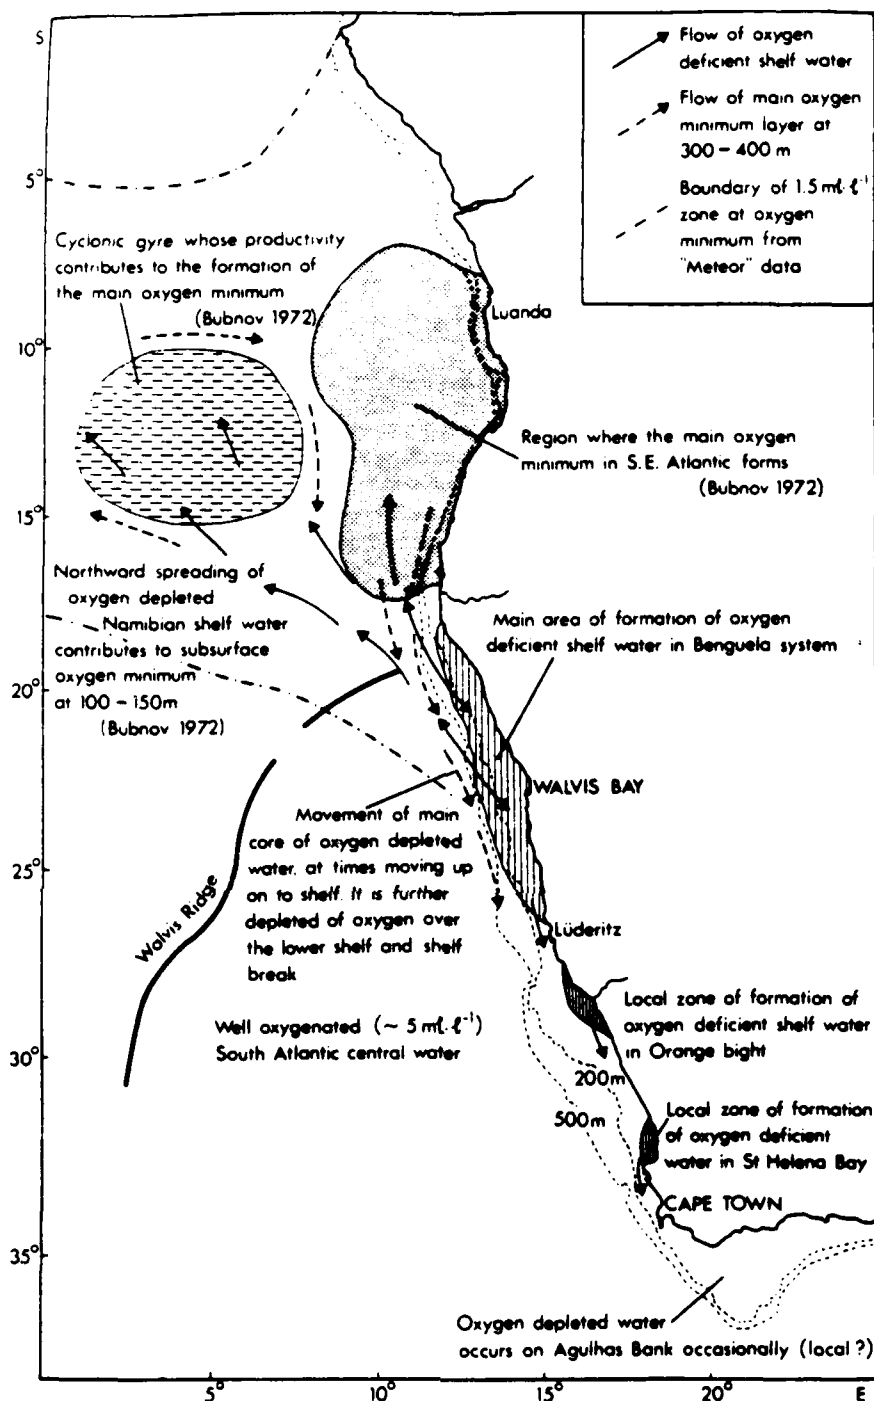 S
Flow of oxygen
deficient shelf water
Flow of main oxygen
minimum layer at
300 – 400 m
Boundary of 1.5 ml·ℓ⁻¹
zone at oxygen
minimum from
"Meteor" data
5°
Cyclonic gyre whose productivity
contributes to the formation of
the main oxygen minimum
(Bubnov 1972)
Luanda
10°
Region where the main oxygen
minimum in S.E. Atlantic forms
(Bubnov 1972)
15°
Northward spreading of
oxygen depleted
Namibian shelf water
contributes to subsurface
oxygen minimum
at 100 – 150m
(Bubnov 1972)
Main area of formation of oxygen
deficient shelf water in Benguela system
20°
WALVIS BAY
Movement of main
core of oxygen depleted
water, at times moving up
on to shelf. It is further
depleted of oxygen over
the lower shelf and shelf
break
25°
Walvis Ridge
Lüderitz
Well oxygenated (~ 5 ml·ℓ⁻¹)
South Atlantic central water
Local zone of formation of
oxygen deficient shelf water
in Orange bight
30°
200m
500m
Local zone of formation
of oxygen deficient
water in St Helena Bay
CAPE TOWN
35°
Oxygen depleted water
occurs on Agulhas Bank occasionally (local ?)
5° 10° 15° 20° E